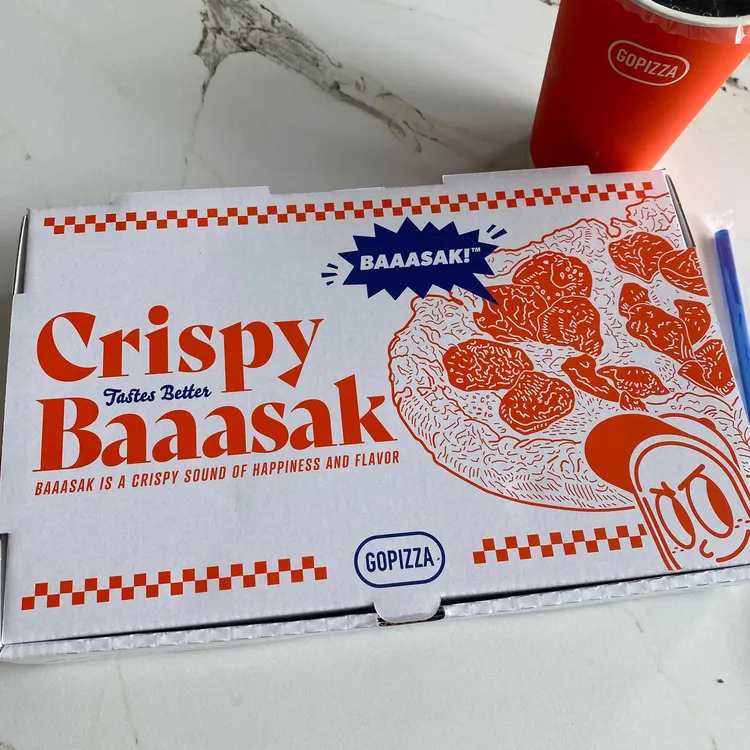 GOPIZZA
BAAASAK!™
Crispy
Tastes Better
Baaasak
BAAASAK IS A CRISPY SOUND OF HAPPINESS AND FLAVOR
GOPIZZA